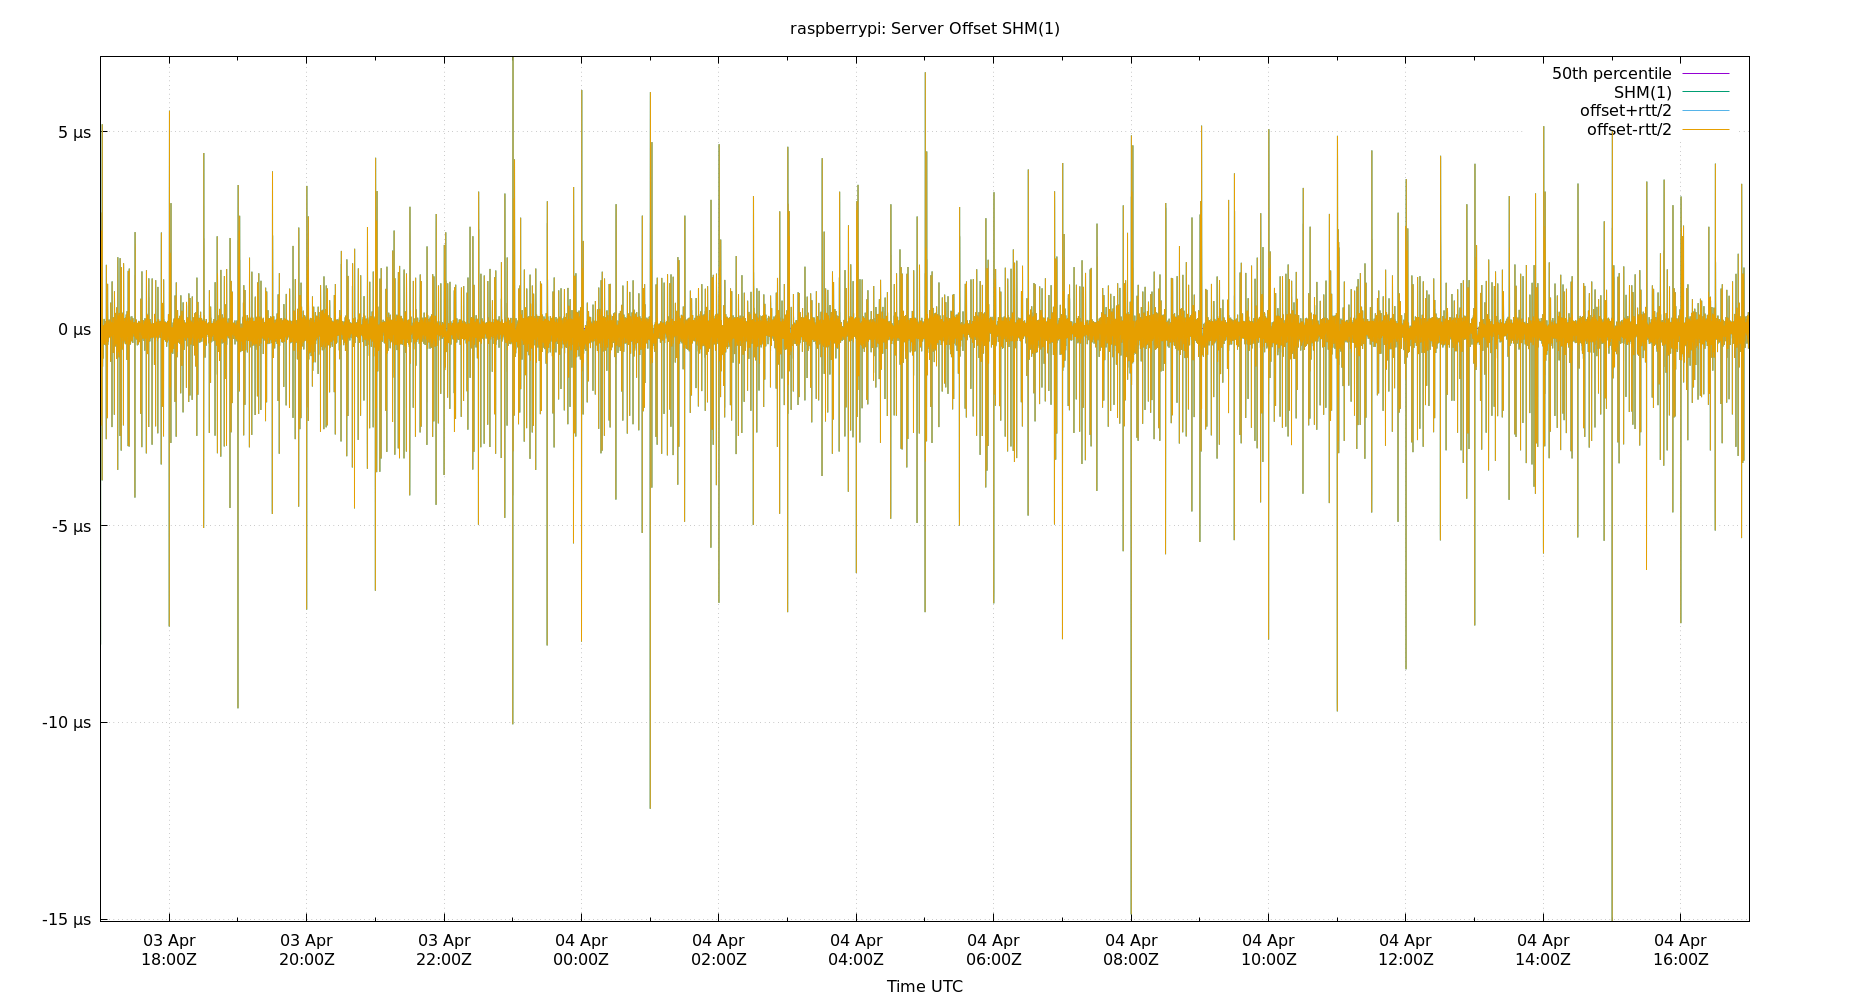 raspberrypi: Server Offset SHM(1)
50th percentile
SHM(1)
offset+rtt/2
offset-rtt/2
5 µs
0 µs
-5 µs
-10 µs
-15 µs
03 Apr 03 Apr 03 Apr 04 Apr 04 Apr 04 Apr 04 Apr 04 Apr 04 Apr 04 Apr 04 Apr 04 Apr
18:00Z 20:00Z 22:00Z 00:00Z 02:00Z 04:00Z 06:00Z 08:00Z 10:00Z 12:00Z 14:00Z 16:00Z
Time UTC